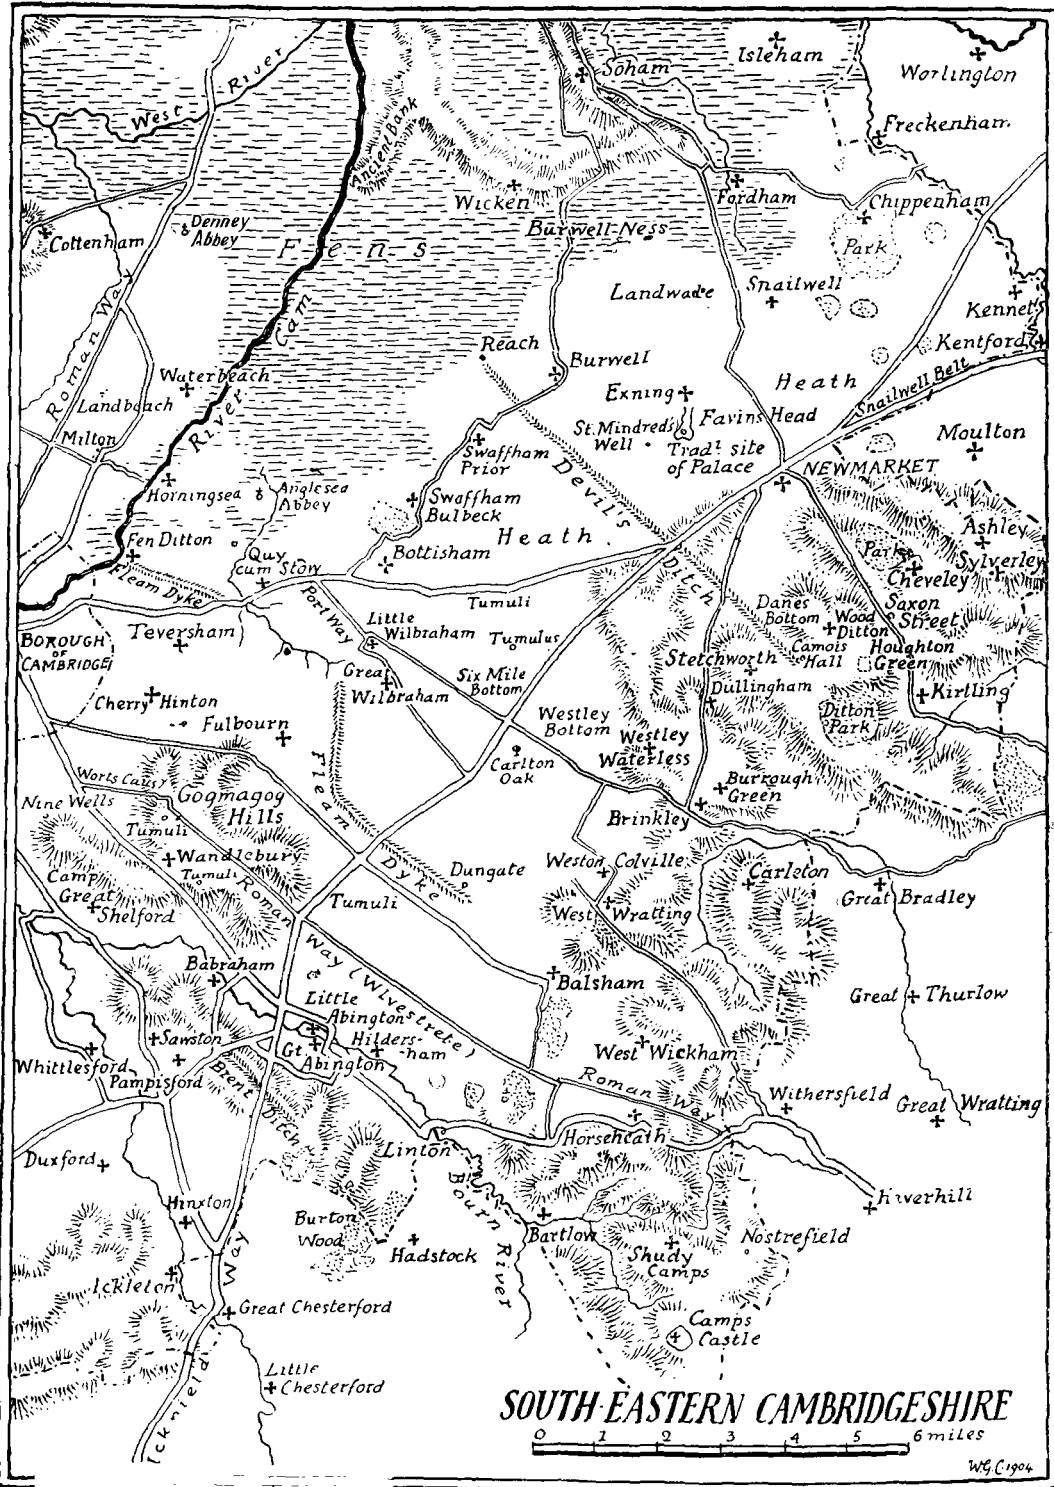 Soham
Isleham
Worlington
West River
Freckenham.
Ancient Bank
Wicken
Fordham
Chippenham
Denney
Abbey
Cottenham
Fens
Burwell Ness
Park
Landwade
Snailwell
Kennet
Kentford
Roman Way
River Cam
Reach
Burwell
Waterbeach
Landbeach
Milton
Exning
Heath
Snailwell Belt
St. Mindreds
Well
Favins Head
Tradl. site
of Palace
Moulton
Swaffham
Prior
NEWMARKET
Horningsea
Anglesea
Abbey
Swaffham
Bulbeck
Devil's
Ditch
Heath.
Ashley
Sylverley
Fen Ditton
Quy
cum Stow
Bottisham
Park
Cheveley
Fleam Dyke
Port Way
Tumuli
Danes
Bottom
Saxon
Street
BOROUGH
OF
CAMBRIDGE
Teversham
Little
Wilbraham
Tumulus
Wood
Ditton
Camois
Hall
Houghton
Green
Stetchworth
Great
Wilbraham
Six Mile
Bottom
Dullingham
Kirtling
Cherry Hinton
Fulbourn
Westley
Bottom
Ditton
Park
Westley
Waterless
Carlton
Oak
Worts Causy
Nine Wells
Gogmagog
Hills
Fleam
Dyke
Burrough
Green
Brinkley
Tumuli
Wandlebury
Tumuli
Camp
Great
Shelford
Dungate
Weston Colville
Carleton
Tumuli
West Wratting
Great Bradley
Roman
Way (Wlvestrete)
Babraham
Balsham
Great Thurlow
Little
Abington
Sawston
Gt.
Abington
Hilders-
-ham
West Wickham
Whittlesford
Pampisford
Brent
Ditch
Roman Way
Withersfield
Great Wratting
Horseheath
Linton
Duxford
Bourn River
Haverhill
Hinxton
Burton
Wood
Hadstock
Bartlow
Shudy
Camps
Nostrefield
Ickleton
Icknield Way
Great Chesterford
Camps
Castle
Little
Chesterford
SOUTH-EASTERN CAMBRIDGESHIRE
0 1 2 3 4 5 6 miles
W.G.C. 1904